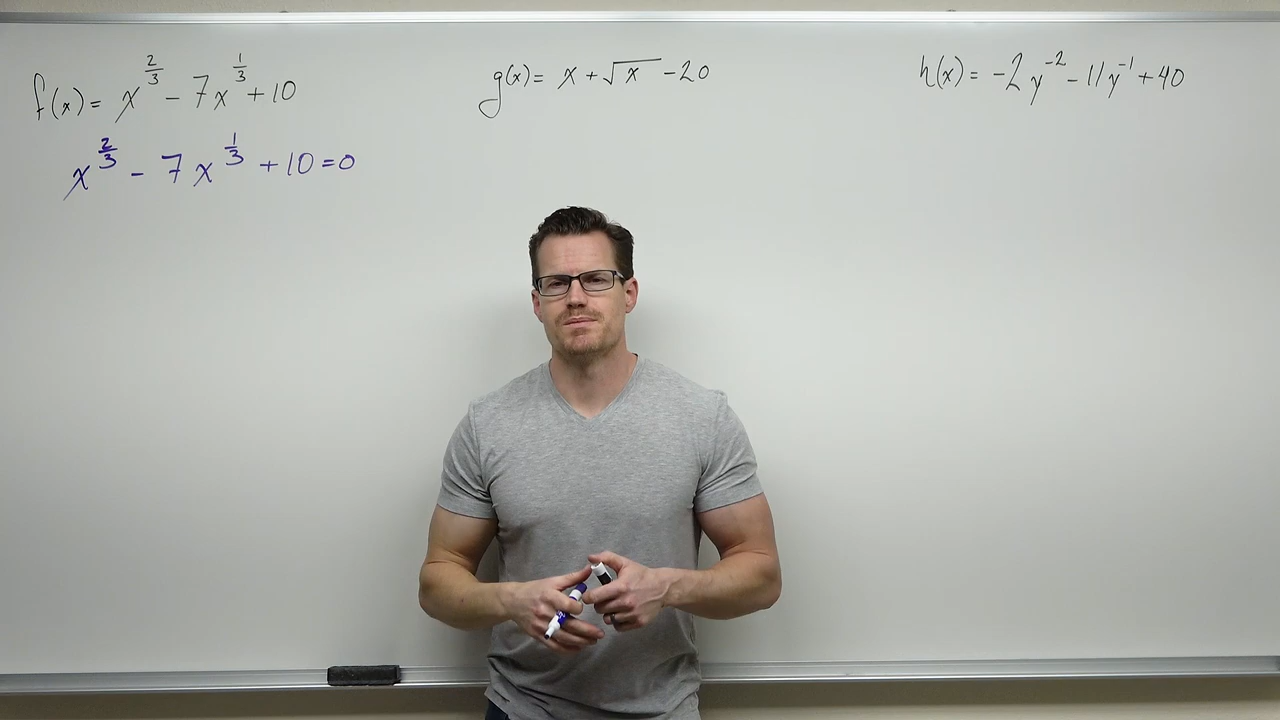 f(x) = x^{2/3} - 7x^{1/3} + 10
x^{2/3} - 7x^{1/3} + 10 = 0
g(x) = x + √x - 20
h(x) = -2y^{-2} - 11y^{-1} + 40